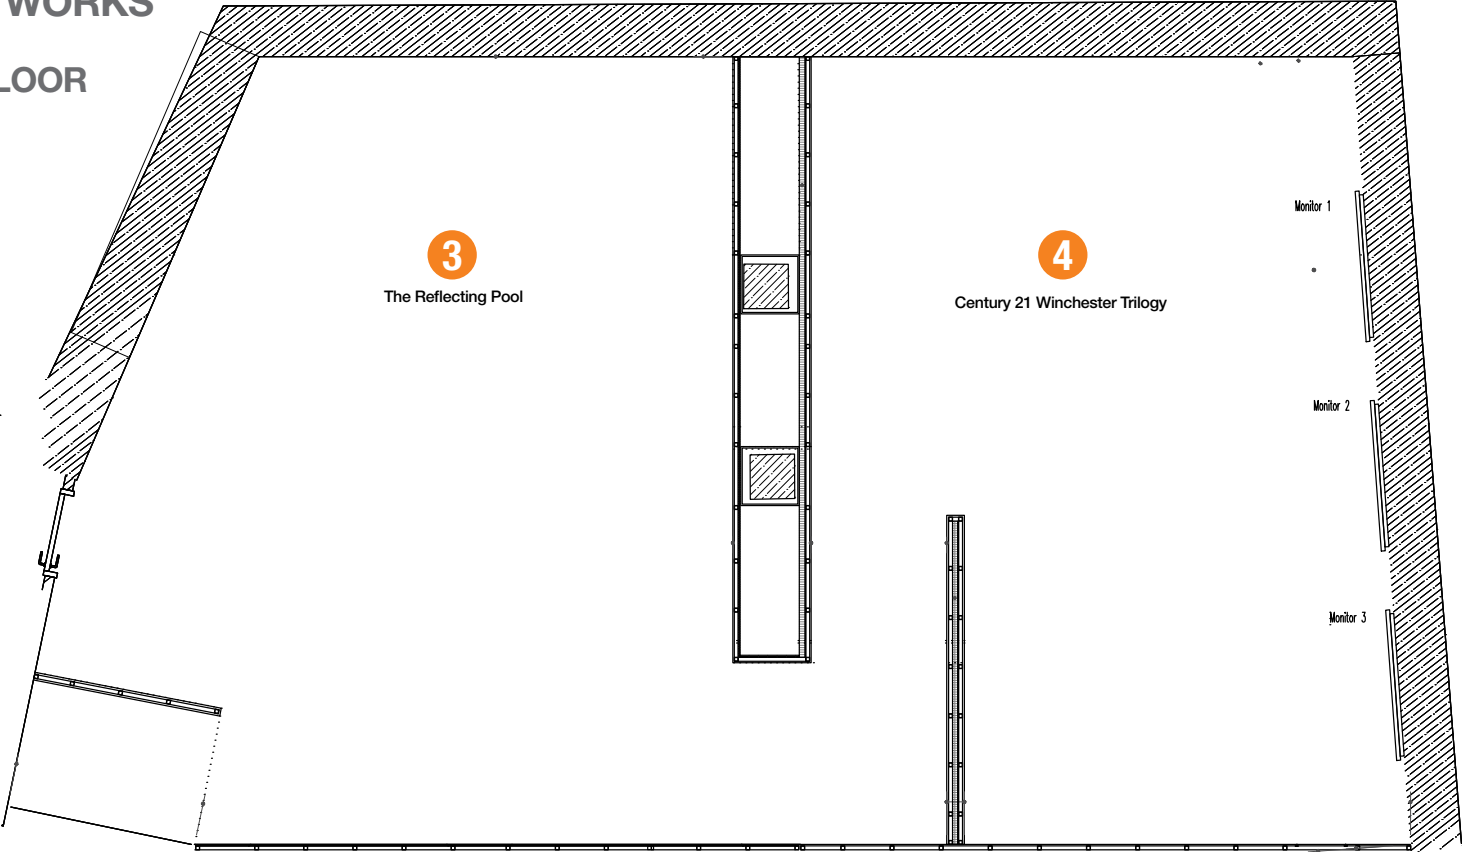 WORKS
LOOR
3
The Reflecting Pool
4
Century 21 Winchester Trilogy
Monitor 1
Monitor 2
Monitor 3